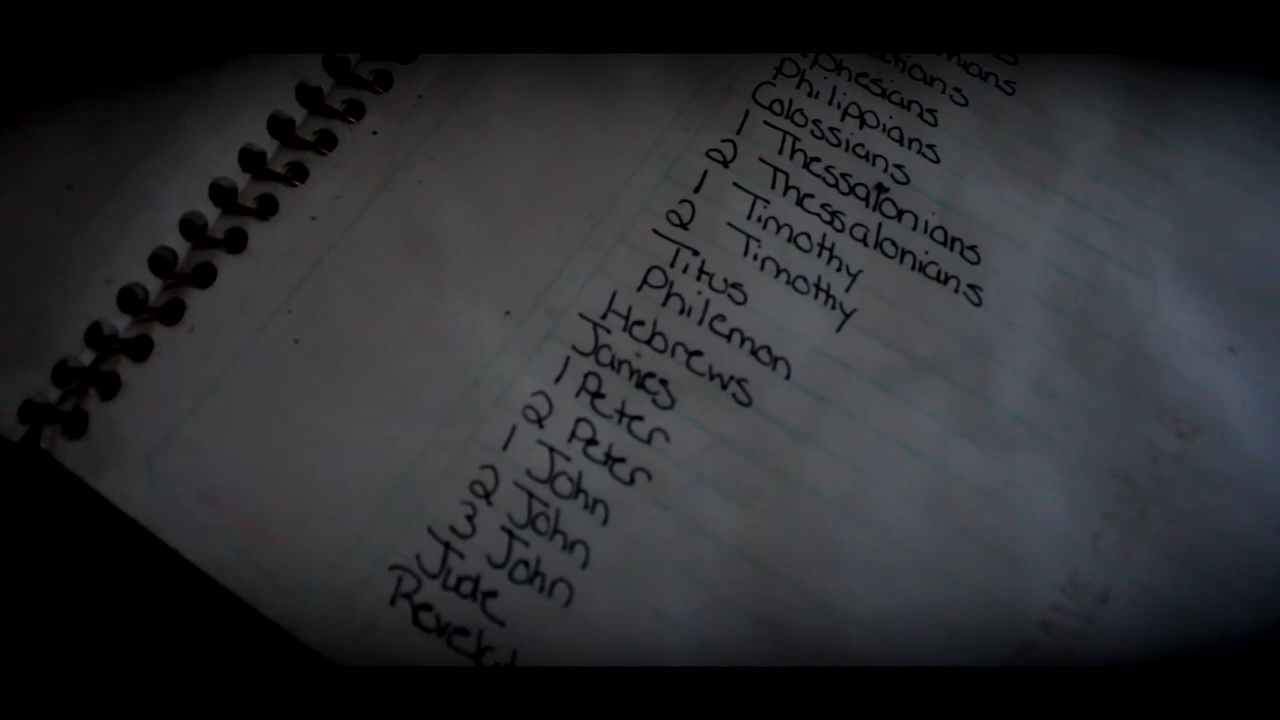 Philippians
Colossians
1 Thessalonians
2 Thessalonians
1 Timothy
2 Timothy
Titus
Philemon
Hebrews
James
1 Peter
2 Peter
1 John
2 John
3 John
Jude